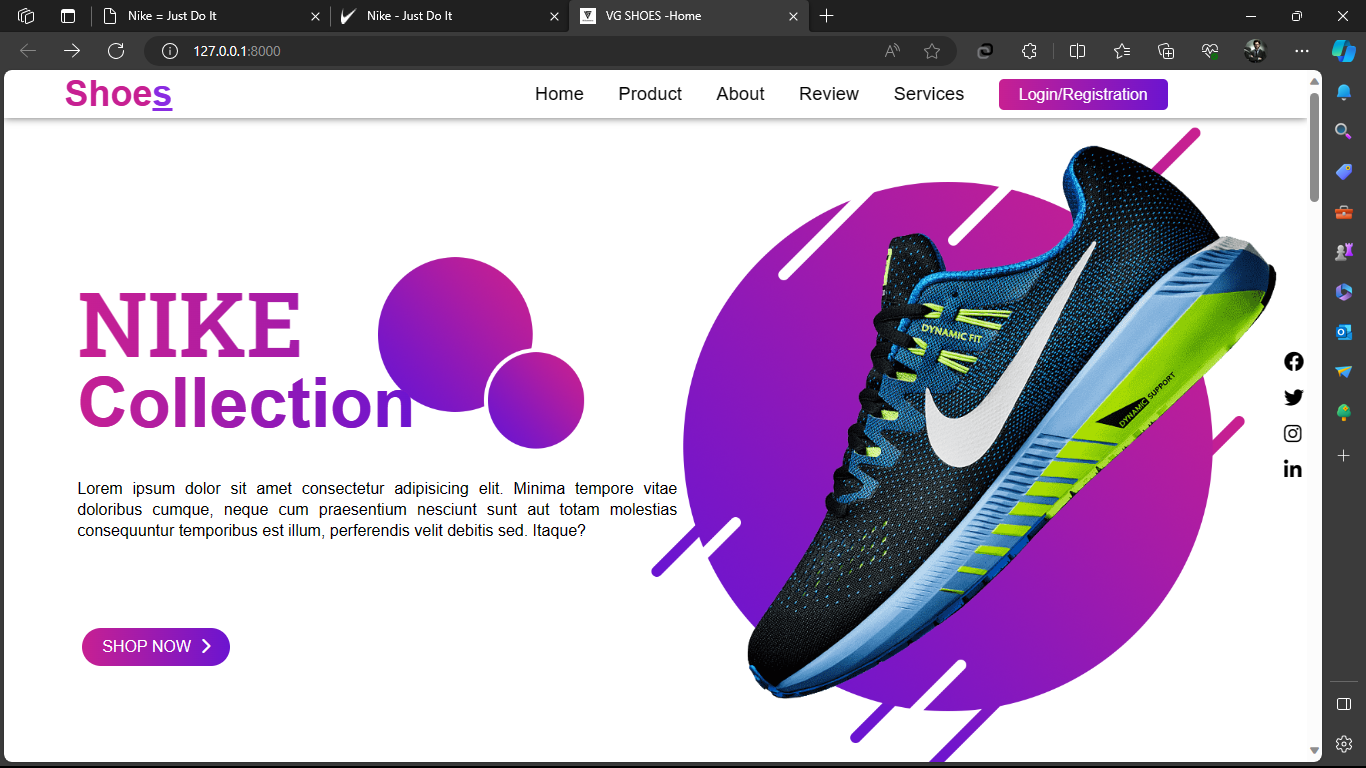 Nike = Just Do It
Nike - Just Do It
VG SHOES -Home
127.0.0.1:8000
Shoes
Home
Product
About
Review
Services
Login/Registration
NIKE
Collection
Lorem ipsum dolor sit amet consectetur adipisicing elit. Minima tempore vitae
doloribus cumque, neque cum praesentium nesciunt sunt aut totam molestias
consequuntur temporibus est illum, perferendis velit debitis sed. Itaque?
SHOP NOW
DYNAMIC FIT
DYNAMIC SUPPORT